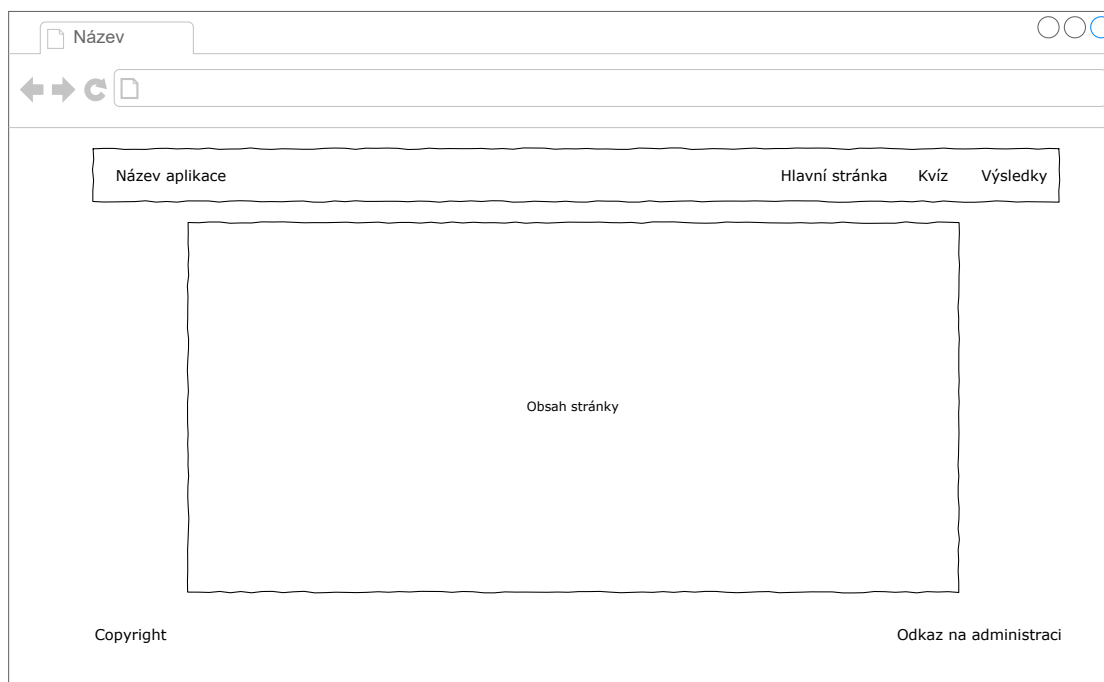 Název
Název aplikace Hlavní stránka Kvíz Výsledky
Obsah stránky
Copyright Odkaz na administraci